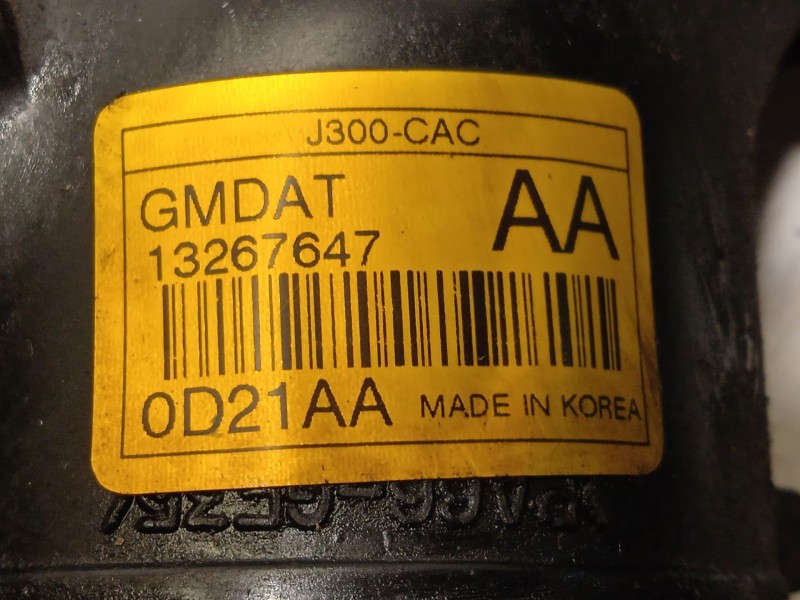 J300-CAC
GMDAT
AA
13267647
0D21AA MADE IN KOREA